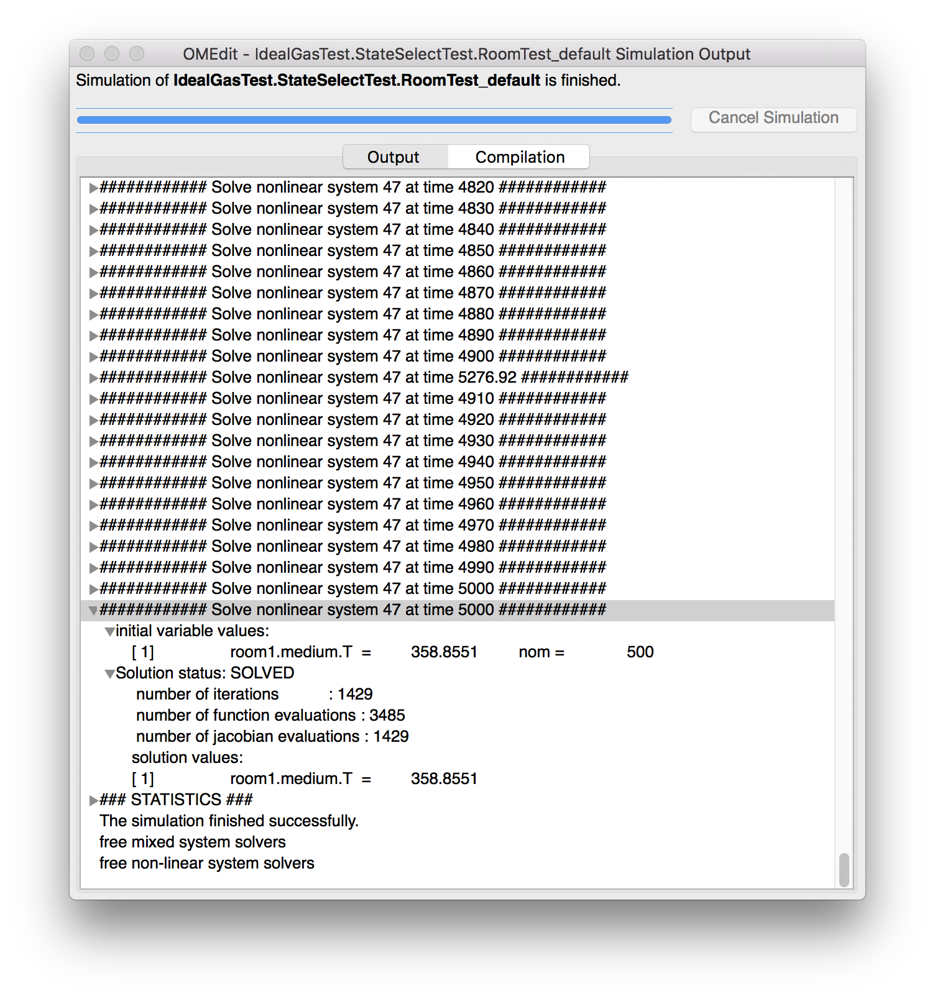 OMEdit - IdealGasTest.StateSelectTest.RoomTest_default Simulation Output
Simulation of IdealGasTest.StateSelectTest.RoomTest_default is finished.
Cancel Simulation
Output Compilation
############ Solve nonlinear system 47 at time 4820 ############
############ Solve nonlinear system 47 at time 4830 ############
############ Solve nonlinear system 47 at time 4840 ############
############ Solve nonlinear system 47 at time 4850 ############
############ Solve nonlinear system 47 at time 4860 ############
############ Solve nonlinear system 47 at time 4870 ############
############ Solve nonlinear system 47 at time 4880 ############
############ Solve nonlinear system 47 at time 4890 ############
############ Solve nonlinear system 47 at time 4900 ############
############ Solve nonlinear system 47 at time 5276.92 ############
############ Solve nonlinear system 47 at time 4910 ############
############ Solve nonlinear system 47 at time 4920 ############
############ Solve nonlinear system 47 at time 4930 ############
############ Solve nonlinear system 47 at time 4940 ############
############ Solve nonlinear system 47 at time 4950 ############
############ Solve nonlinear system 47 at time 4960 ############
############ Solve nonlinear system 47 at time 4970 ############
############ Solve nonlinear system 47 at time 4980 ############
############ Solve nonlinear system 47 at time 4990 ############
############ Solve nonlinear system 47 at time 5000 ############
############ Solve nonlinear system 47 at time 5000 ############
initial variable values:
[ 1] room1.medium.T = 358.8551 nom = 500
Solution status: SOLVED
number of iterations : 1429
number of function evaluations : 3485
number of jacobian evaluations : 1429
solution values:
[ 1] room1.medium.T = 358.8551
### STATISTICS ###
The simulation finished successfully.
free mixed system solvers
free non-linear system solvers